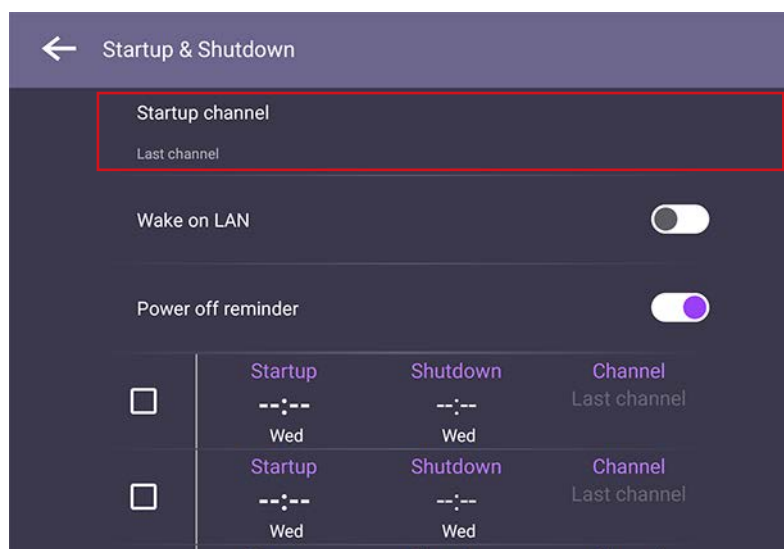 Startup & Shutdown
Startup channel
Last channel
Wake on LAN
Power off reminder
Startup Shutdown Channel
--:-- --:-- Last channel
Wed Wed
Startup Shutdown Channel
--:-- --:-- Last channel
Wed Wed